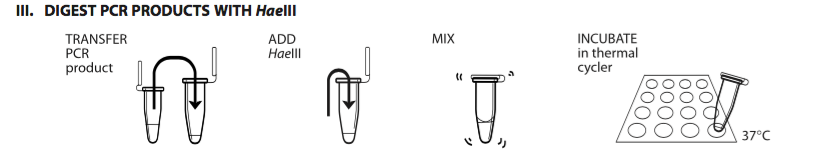 III. DIGEST PCR PRODUCTS WITH HaeIII
TRANSFER
PCR
product
ADD
HaeIII
MIX
INCUBATE
in thermal
cycler
37°C